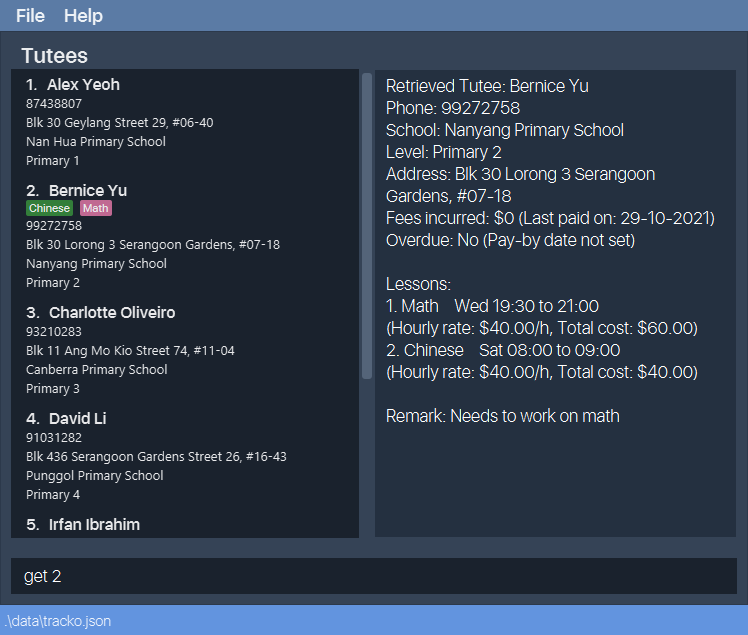 File Help
Tutees
1. Alex Yeoh
87438807
Blk 30 Geylang Street 29, #06-40
Nan Hua Primary School
Primary 1
2. Bernice Yu
Chinese Math
99272758
Blk 30 Lorong 3 Serangoon Gardens, #07-18
Nanyang Primary School
Primary 2
3. Charlotte Oliveiro
93210283
Blk 11 Ang Mo Kio Street 74, #11-04
Canberra Primary School
Primary 3
4. David Li
91031282
Blk 436 Serangoon Gardens Street 26, #16-43
Punggol Primary School
Primary 4
5. Irfan Ibrahim
Retrieved Tutee: Bernice Yu
Phone: 99272758
School: Nanyang Primary School
Level: Primary 2
Address: Blk 30 Lorong 3 Serangoon
Gardens, #07-18
Fees incurred: $0 (Last paid on: 29-10-2021)
Overdue: No (Pay-by date not set)
Lessons:
1. Math Wed 19:30 to 21:00
(Hourly rate: $40.00/h, Total cost: $60.00)
2. Chinese Sat 08:00 to 09:00
(Hourly rate: $40.00/h, Total cost: $40.00)
Remark: Needs to work on math
get 2
.\data\tracko.json